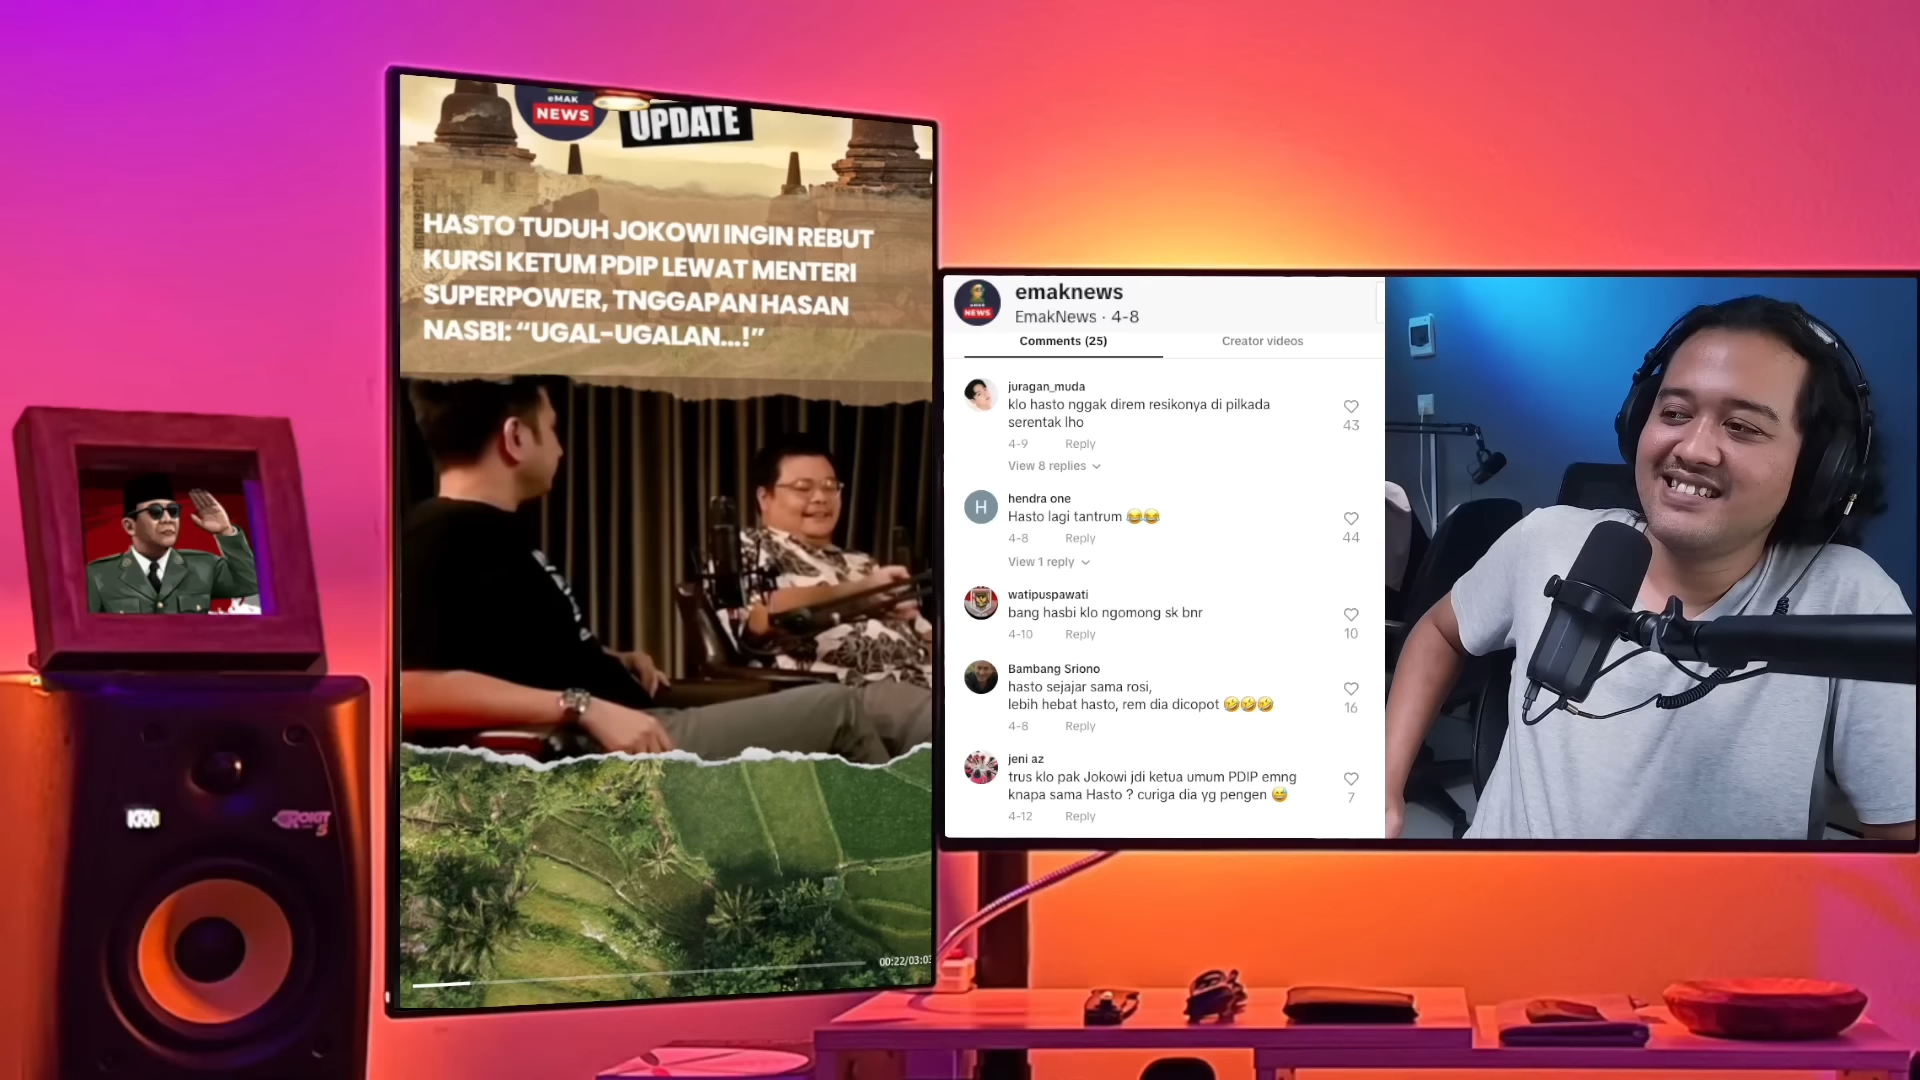 eMAK
NEWS
UPDATE
HASTO TUDUH JOKOWI INGIN REBUT
KURSI KETUM PDIP LEWAT MENTERI
SUPERPOWER, TNGGAPAN HASAN
NASBI: “UGAL-UGALAN...!”
00:22/03:03
KRK
ROKIT
5
NEWS
emaknews
EmakNews · 4-8
Comments (25)
Creator videos
juragan_muda
klo hasto nggak direm resikonya di pilkada
serentak lho
43
4-9 Reply
View 8 replies
H
hendra one
Hasto lagi tantrum 😂😂
44
4-8 Reply
View 1 reply
watipuspawati
bang hasbi klo ngomong sk bnr
10
4-10 Reply
Bambang Sriono
hasto sejajar sama rosi,
lebih hebat hasto, rem dia dicopot 🤣🤣🤣
16
4-8 Reply
jeni az
trus klo pak Jokowi jdi ketua umum PDIP emng
knapa sama Hasto ? curiga dia yg pengen 😅
7
4-12 Reply